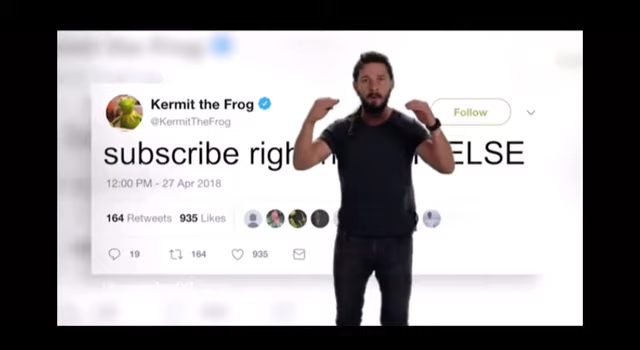 Kermit the Frog
@KermitTheFrog
Follow
subscribe ELSE
12:00 PM - 27 Apr 2018
164 Retweets 935 Likes
19 164 935